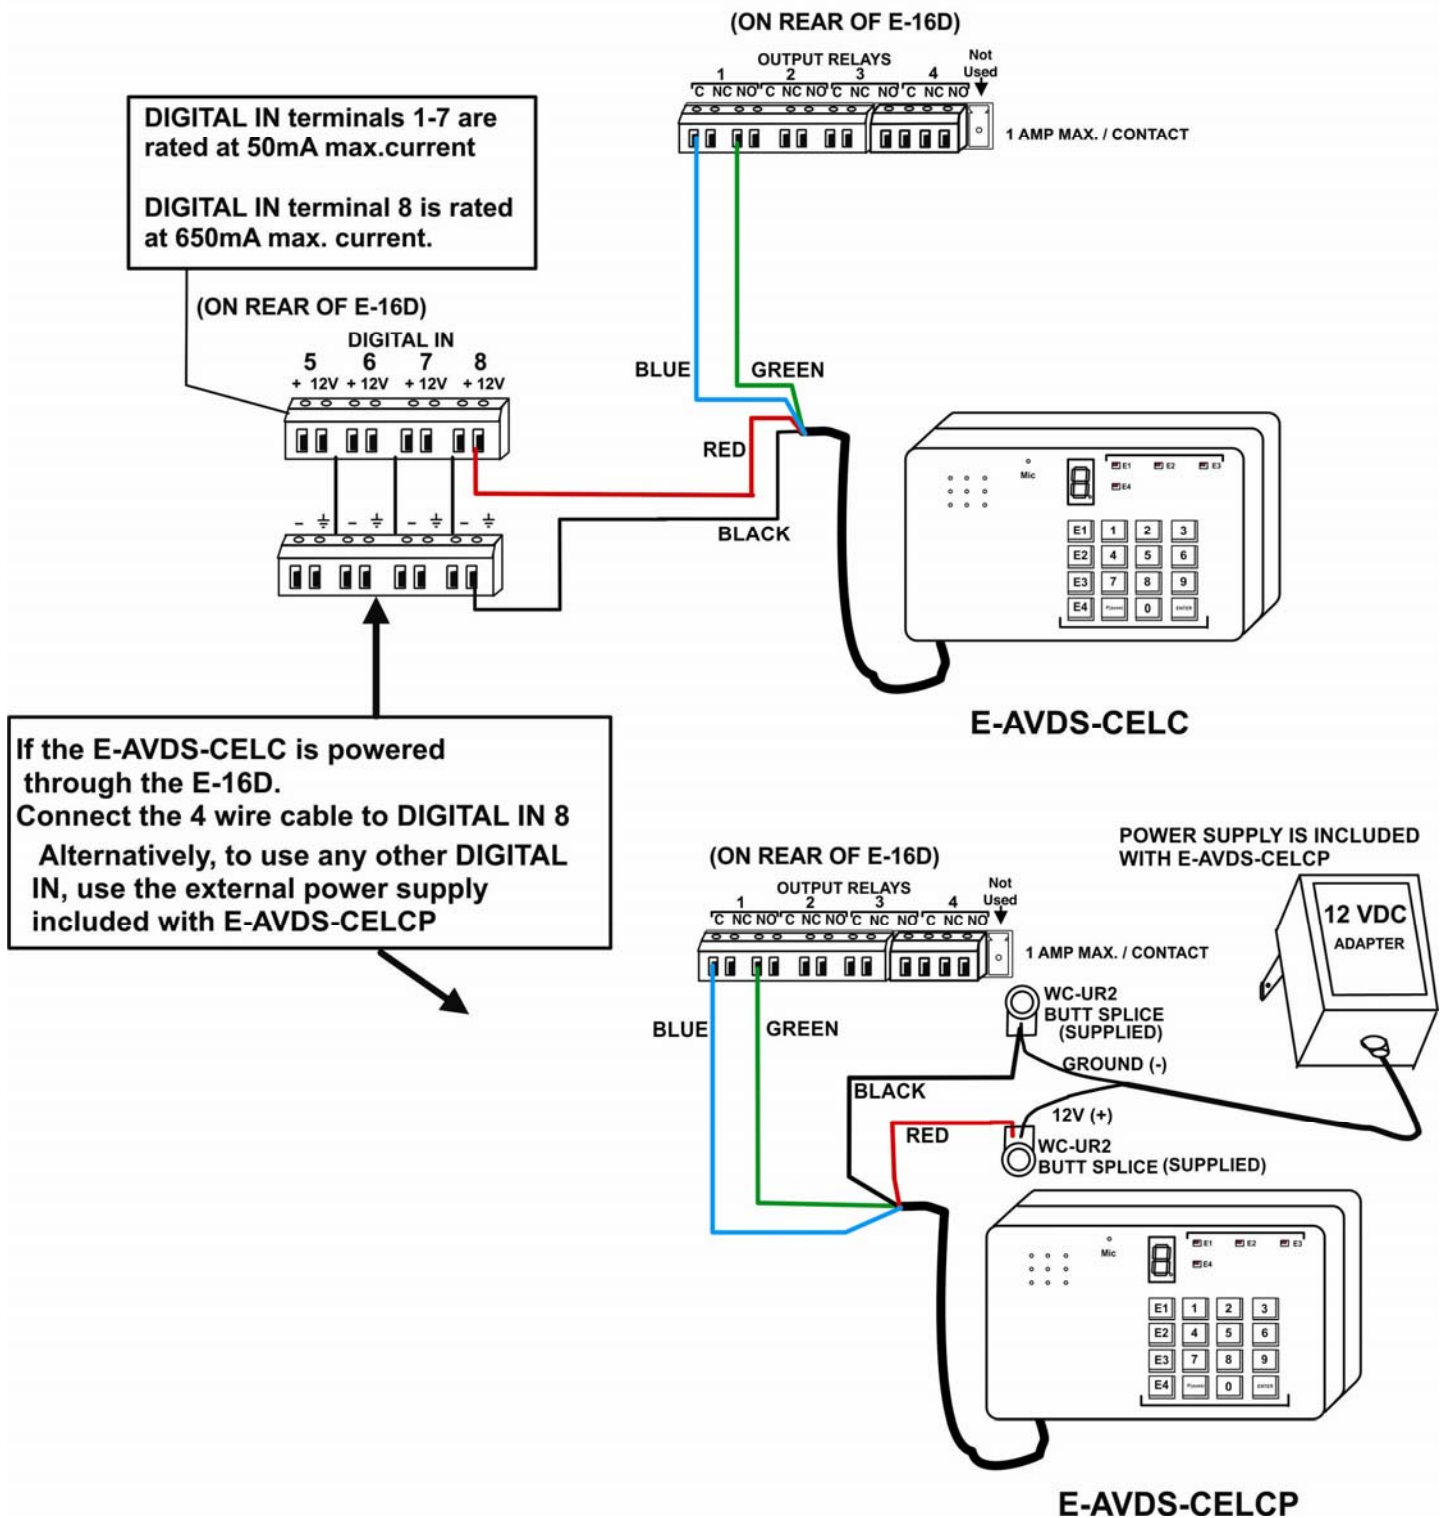 (ON REAR OF E-16D)
OUTPUT RELAYS
Not
Used
1 2 3 4
C NC NO C NC NO C NC NO C NC NO
1 AMP MAX. / CONTACT
DIGITAL IN terminals 1-7 are
rated at 50mA max.current
DIGITAL IN terminal 8 is rated
at 650mA max. current.
(ON REAR OF E-16D)
DIGITAL IN
5 6 7 8
+ 12V + 12V + 12V + 12V
- - - -
BLUE
GREEN
RED
BLACK
Mic
8
E1 E2 E3
E4
E1 1 2 3
E2 4 5 6
E3 7 8 9
E4 0 ENTER
E-AVDS-CELC
If the E-AVDS-CELC is powered
through the E-16D.
Connect the 4 wire cable to DIGITAL IN 8
Alternatively, to use any other DIGITAL
IN, use the external power supply
included with E-AVDS-CELCP
POWER SUPPLY IS INCLUDED
WITH E-AVDS-CELCP
12 VDC
ADAPTER
(ON REAR OF E-16D)
OUTPUT RELAYS
Not
Used
1 2 3 4
C NC NO C NC NO C NC NO C NC NO
1 AMP MAX. / CONTACT
WC-UR2
BUTT SPLICE
(SUPPLIED)
BLUE
GREEN
GROUND (-)
BLACK
12V (+)
RED
WC-UR2
BUTT SPLICE (SUPPLIED)
Mic
8
E1 E2 E3
E4
E1 1 2 3
E2 4 5 6
E3 7 8 9
E4 0 ENTER
E-AVDS-CELCP